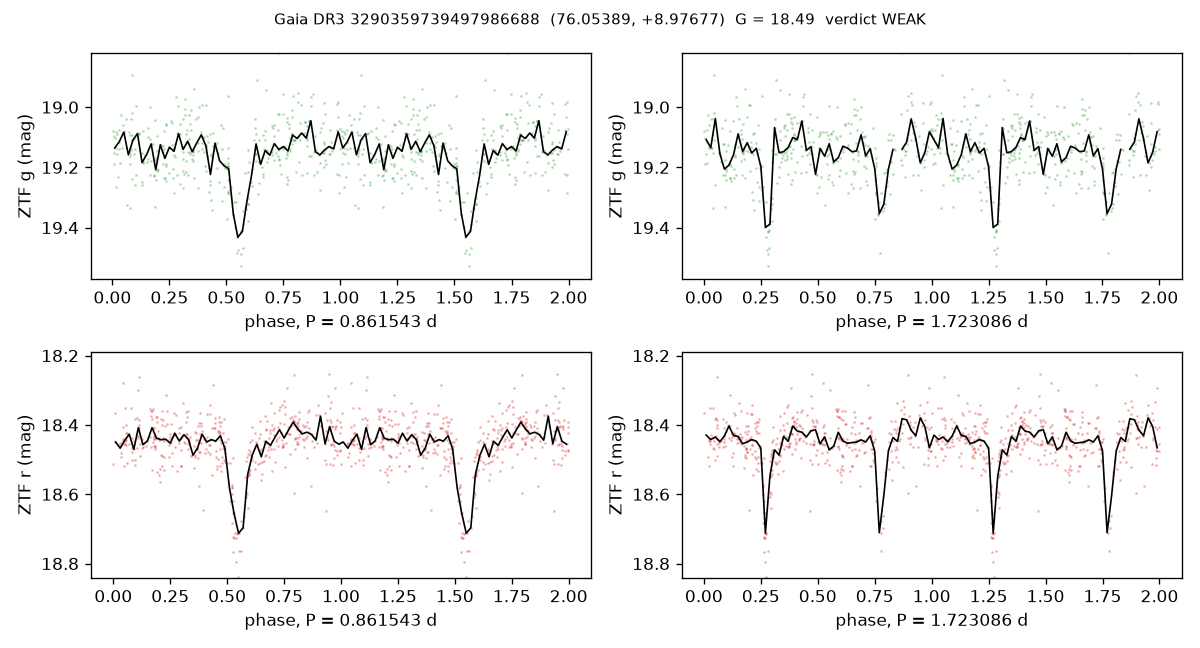 Gaia DR3 3290359739497986688 (76.05389, +8.97677) G = 18.49 verdict WEAK
ZTF g (mag)
19.0
19.2
19.4
0.00 0.25 0.50 0.75 1.00 1.25 1.50 1.75 2.00
phase, P = 0.861543 d
ZTF g (mag)
19.0
19.2
19.4
0.00 0.25 0.50 0.75 1.00 1.25 1.50 1.75 2.00
phase, P = 1.723086 d
ZTF r (mag)
18.2
18.4
18.6
18.8
0.00 0.25 0.50 0.75 1.00 1.25 1.50 1.75 2.00
phase, P = 0.861543 d
ZTF r (mag)
18.2
18.4
18.6
18.8
0.00 0.25 0.50 0.75 1.00 1.25 1.50 1.75 2.00
phase, P = 1.723086 d